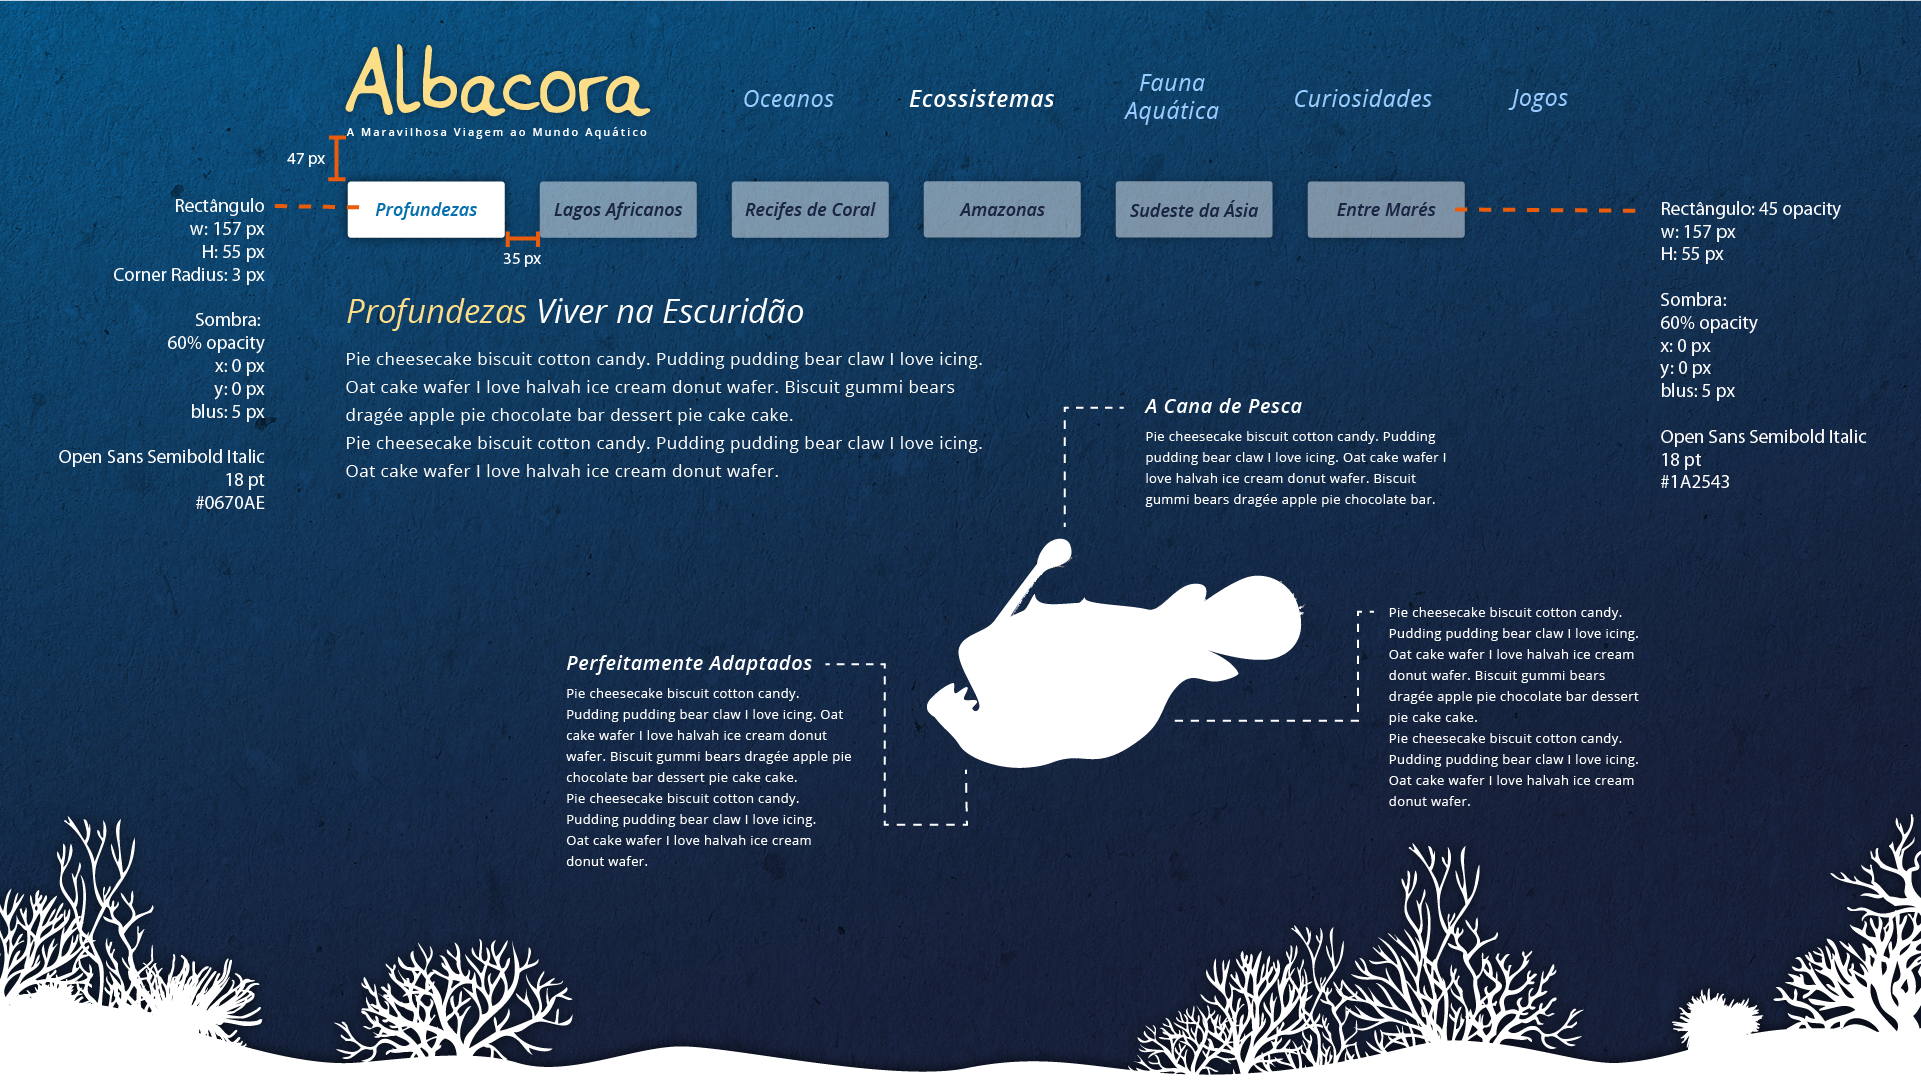 Albacora
A Maravilhosa Viagem ao Mundo Aquático
Oceanos
Ecossistemas
Fauna
Aquática
Curiosidades
Jogos
47 px
Profundezas
Lagos Africanos
Recifes de Coral
Amazonas
Sudeste da Ásia
Entre Marés
35 px
Rectângulo
w: 157 px
H: 55 px
Corner Radius: 3 px
Sombra:
60% opacity
x: 0 px
y: 0 px
blus: 5 px
Open Sans Semibold Italic
18 pt
#0670AE
Rectângulo: 45 opacity
w: 157 px
H: 55 px
Sombra:
60% opacity
x: 0 px
y: 0 px
blus: 5 px
Open Sans Semibold Italic
18 pt
#1A2543
Profundezas Viver na Escuridão
Pie cheesecake biscuit cotton candy. Pudding pudding bear claw I love icing.
Oat cake wafer I love halvah ice cream donut wafer. Biscuit gummi bears
dragée apple pie chocolate bar dessert pie cake cake.
Pie cheesecake biscuit cotton candy. Pudding pudding bear claw I love icing.
Oat cake wafer I love halvah ice cream donut wafer.
A Cana de Pesca
Pie cheesecake biscuit cotton candy. Pudding
pudding bear claw I love icing. Oat cake wafer I
love halvah ice cream donut wafer. Biscuit
gummi bears dragée apple pie chocolate bar.
Perfeitamente Adaptados
Pie cheesecake biscuit cotton candy.
Pudding pudding bear claw I love icing. Oat
cake wafer I love halvah ice cream donut
wafer. Biscuit gummi bears dragée apple pie
chocolate bar dessert pie cake cake.
Pie cheesecake biscuit cotton candy.
Pudding pudding bear claw I love icing.
Oat cake wafer I love halvah ice cream
donut wafer.
Pie cheesecake biscuit cotton candy.
Pudding pudding bear claw I love icing.
Oat cake wafer I love halvah ice cream
donut wafer. Biscuit gummi bears
dragée apple pie chocolate bar dessert
pie cake cake.
Pie cheesecake biscuit cotton candy.
Pudding pudding bear claw I love icing.
Oat cake wafer I love halvah ice cream
donut wafer.